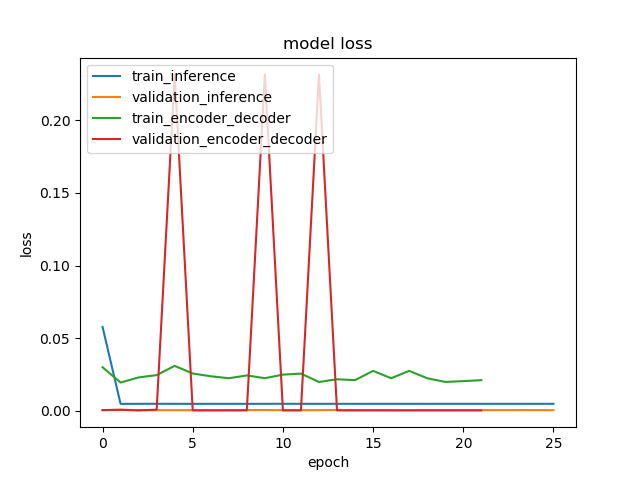 model loss
train_inference
validation_inference
train_encoder_decoder
validation_encoder_decoder
loss
0.20
0.15
0.10
0.05
0.00
0 5 10 15 20 25
epoch